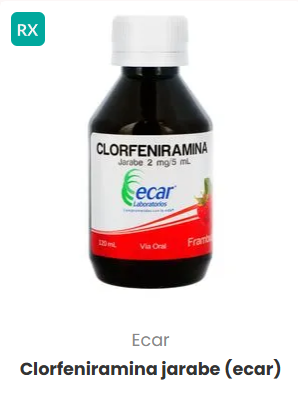 RX
CLORFENIRAMINA
Jarabe 2 mg/5 mL
ecar
Laboratorios
120 mL
Vía Oral
Ecar
Clorfeniramina jarabe (ecar)